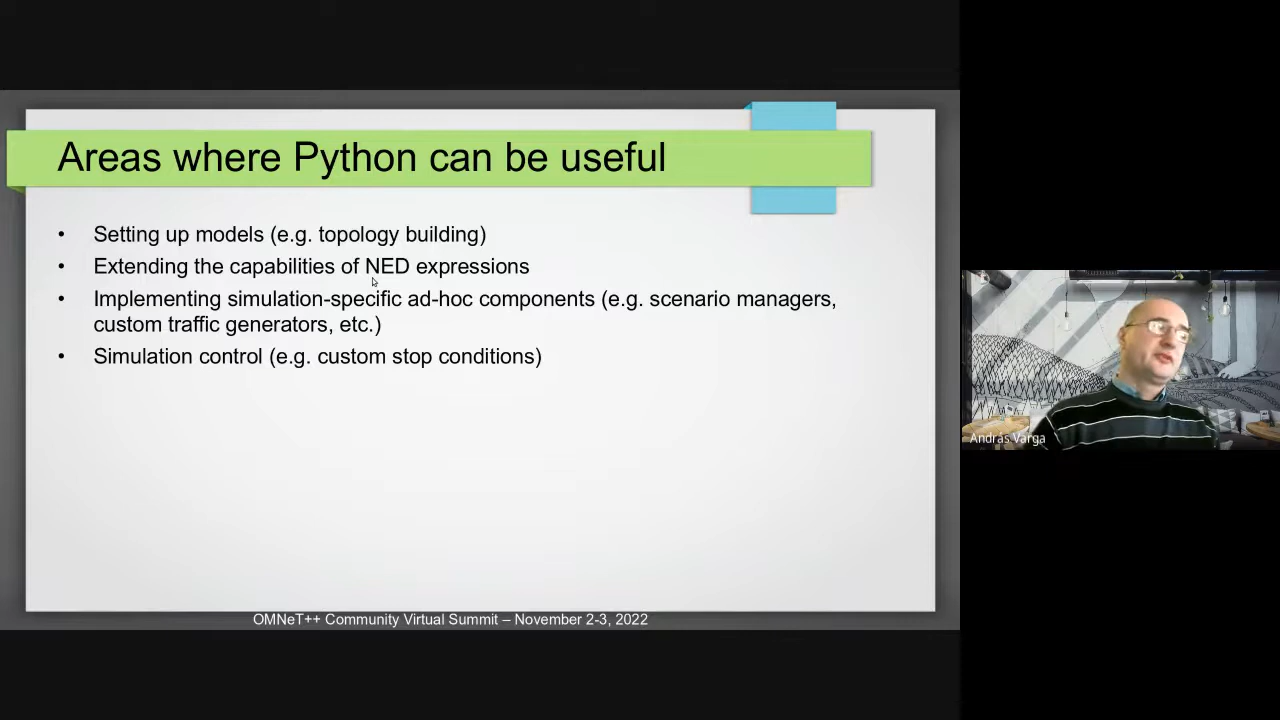 Areas where Python can be useful
• Setting up models (e.g. topology building)
• Extending the capabilities of NED expressions
• Implementing simulation-specific ad-hoc components (e.g. scenario managers,
custom traffic generators, etc.)
• Simulation control (e.g. custom stop conditions)
OMNeT++ Community Virtual Summit – November 2-3, 2022
András Varga